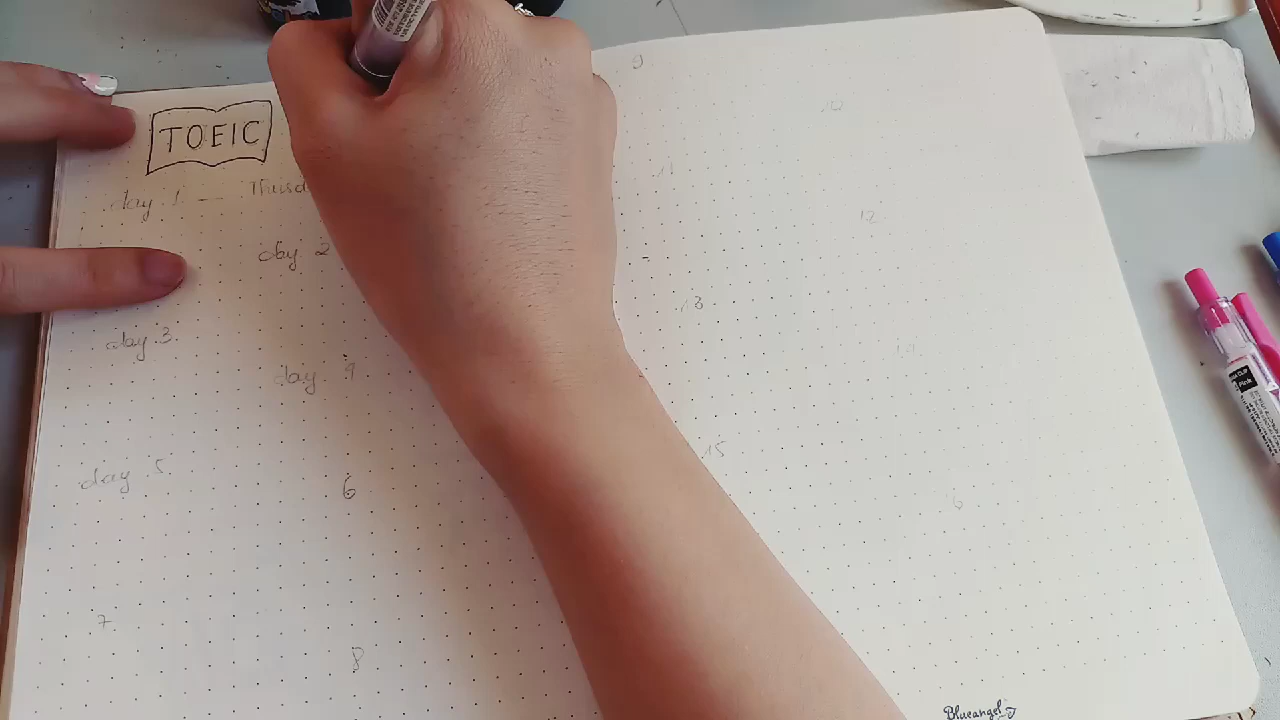 TOEIC
day 1 — Thusd
day 2
day 3
day 4
day 5
6
7
8
9
10
11
12
13
14
15
16
Pink
Blueangel